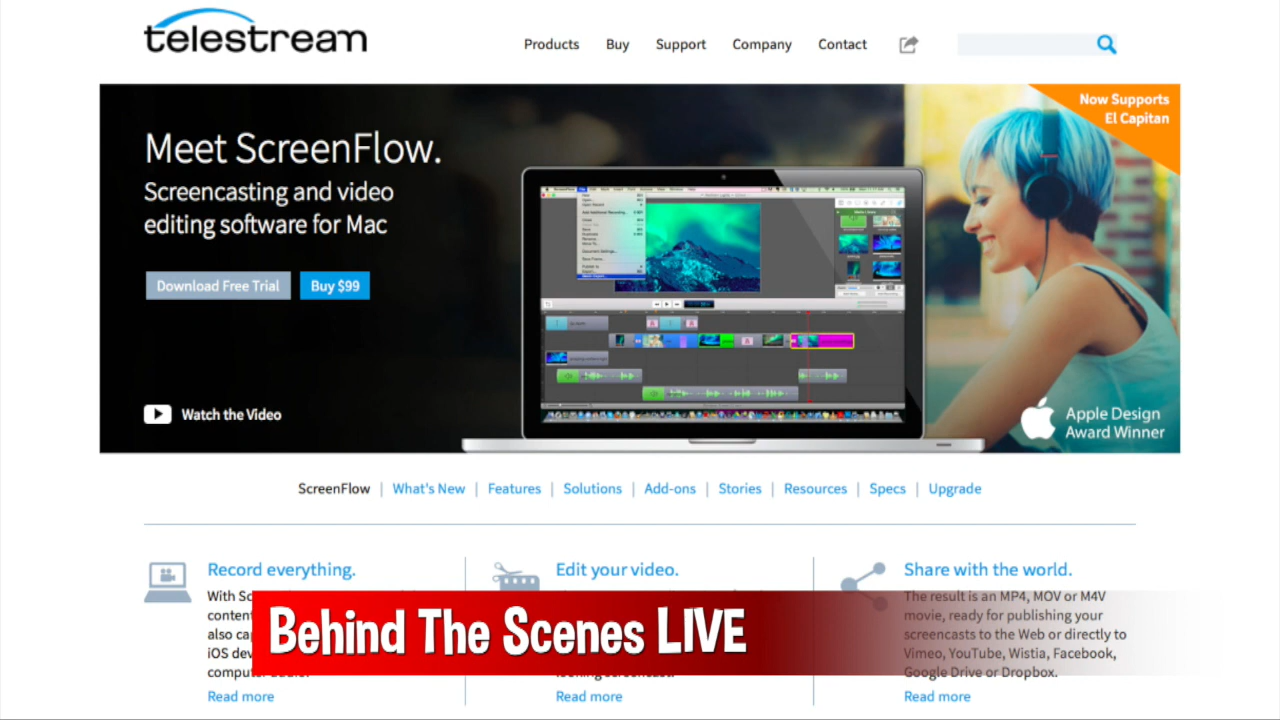 telestream
Products
Buy
Support
Company
Contact
Now Supports
El Capitan
Meet ScreenFlow.
Screencasting and video
editing software for Mac
Download Free Trial
Buy $99
Watch the Video
Apple Design
Award Winner
ScreenFlow | What's New | Features | Solutions | Add-ons | Stories | Resources | Specs | Upgrade
Record everything.
With
Read more
Edit your video.
Read more
Share with the world.
The result is an MP4, MOV or M4V
movie, ready for publishing your
screencasts to the Web or directly to
Vimeo, YouTube, Wistia, Facebook,
Google Drive or Dropbox.
Read more
Behind The Scenes LIVE